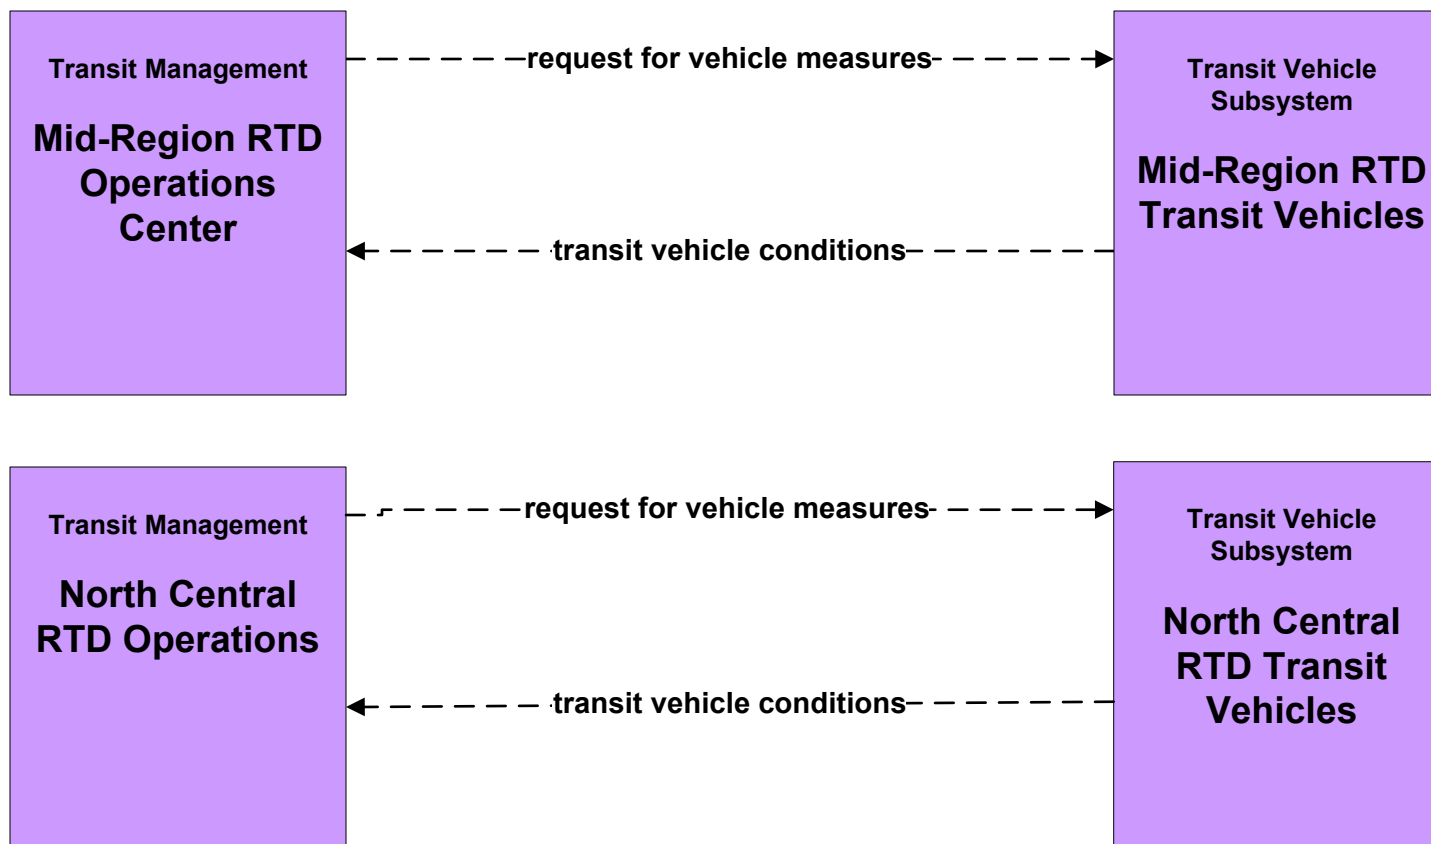 Transit Management
Mid-Region RTD
Operations
Center
request for vehicle measures
transit vehicle conditions
Transit Vehicle
Subsystem
Mid-Region RTD
Transit Vehicles
Transit Management
North Central
RTD Operations
request for vehicle measures
transit vehicle conditions
Transit Vehicle
Subsystem
North Central
RTD Transit
Vehicles